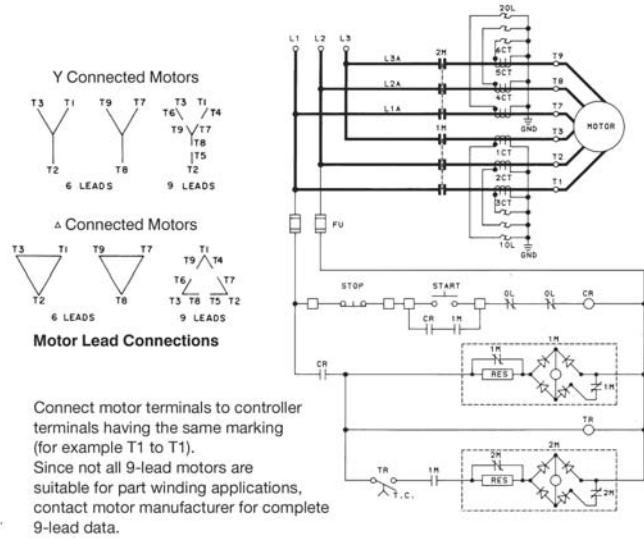 Y Connected Motors
T3 T1 T9 T7 T3 T1
T6 T4
T9 T7
T8
T5
T2 T8 T2
6 LEADS 9 LEADS
△ Connected Motors
T3 T1 T9 T7 T1
T9 T4
T6 T7
T2 T8 T3 T8 T5 T2
6 LEADS 9 LEADS
Motor Lead Connections
Connect motor terminals to controller
terminals having the same marking
(for example T1 to T1).
Since not all 9-lead motors are
suitable for part winding applications,
contact motor manufacturer for complete
9-lead data.
20L
L1 L2 L3
6CT
2M T9
L3A 5CT
L2A T8
4CT
L1A T7
GND
MOTOR
1M T3
1CT
T2
2CT
T1
3CT
FU
10L
GND
STOP START OL OL CR
CR 1M
1M
CR 1M
RES 1M
TR
2M
TR 1M 2M
RES 2M
T.C.